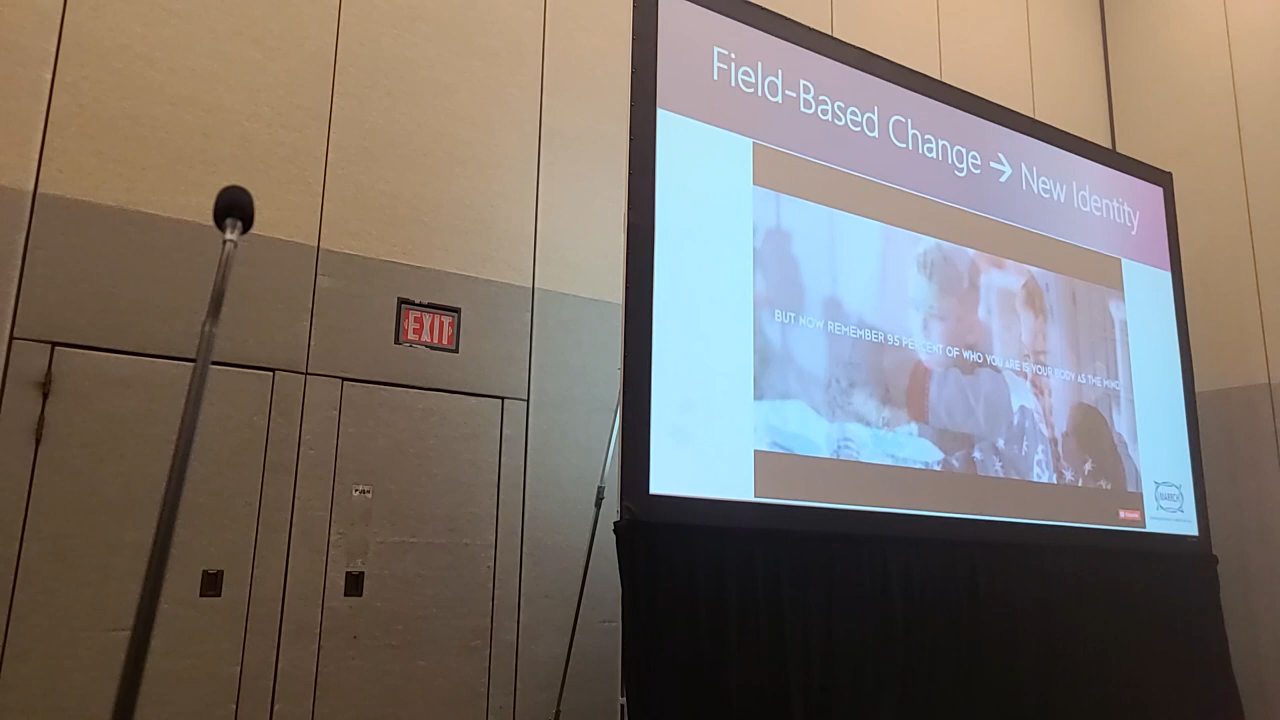 Field-Based Change → New Identity
BUT NOW REMEMBER 95 PERCENT OF WHO YOU ARE IS YOUR BODY AS THE MIND
EXIT
PUSH